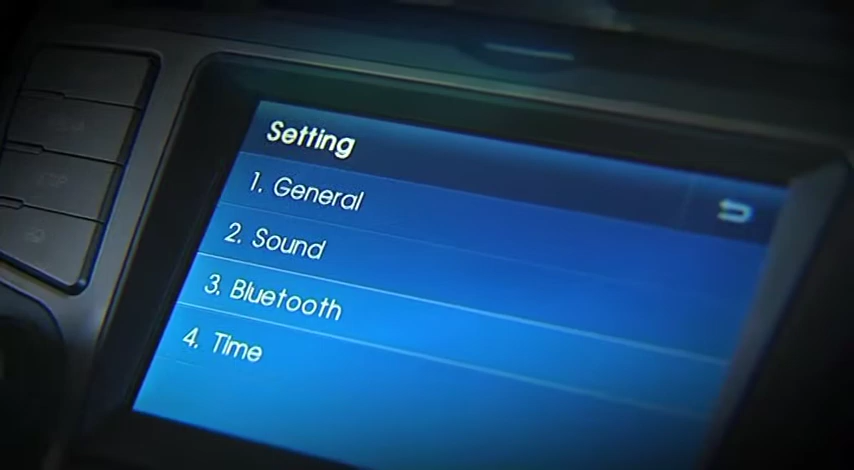 Setting
1. General
2. Sound
3. Bluetooth
4. Time